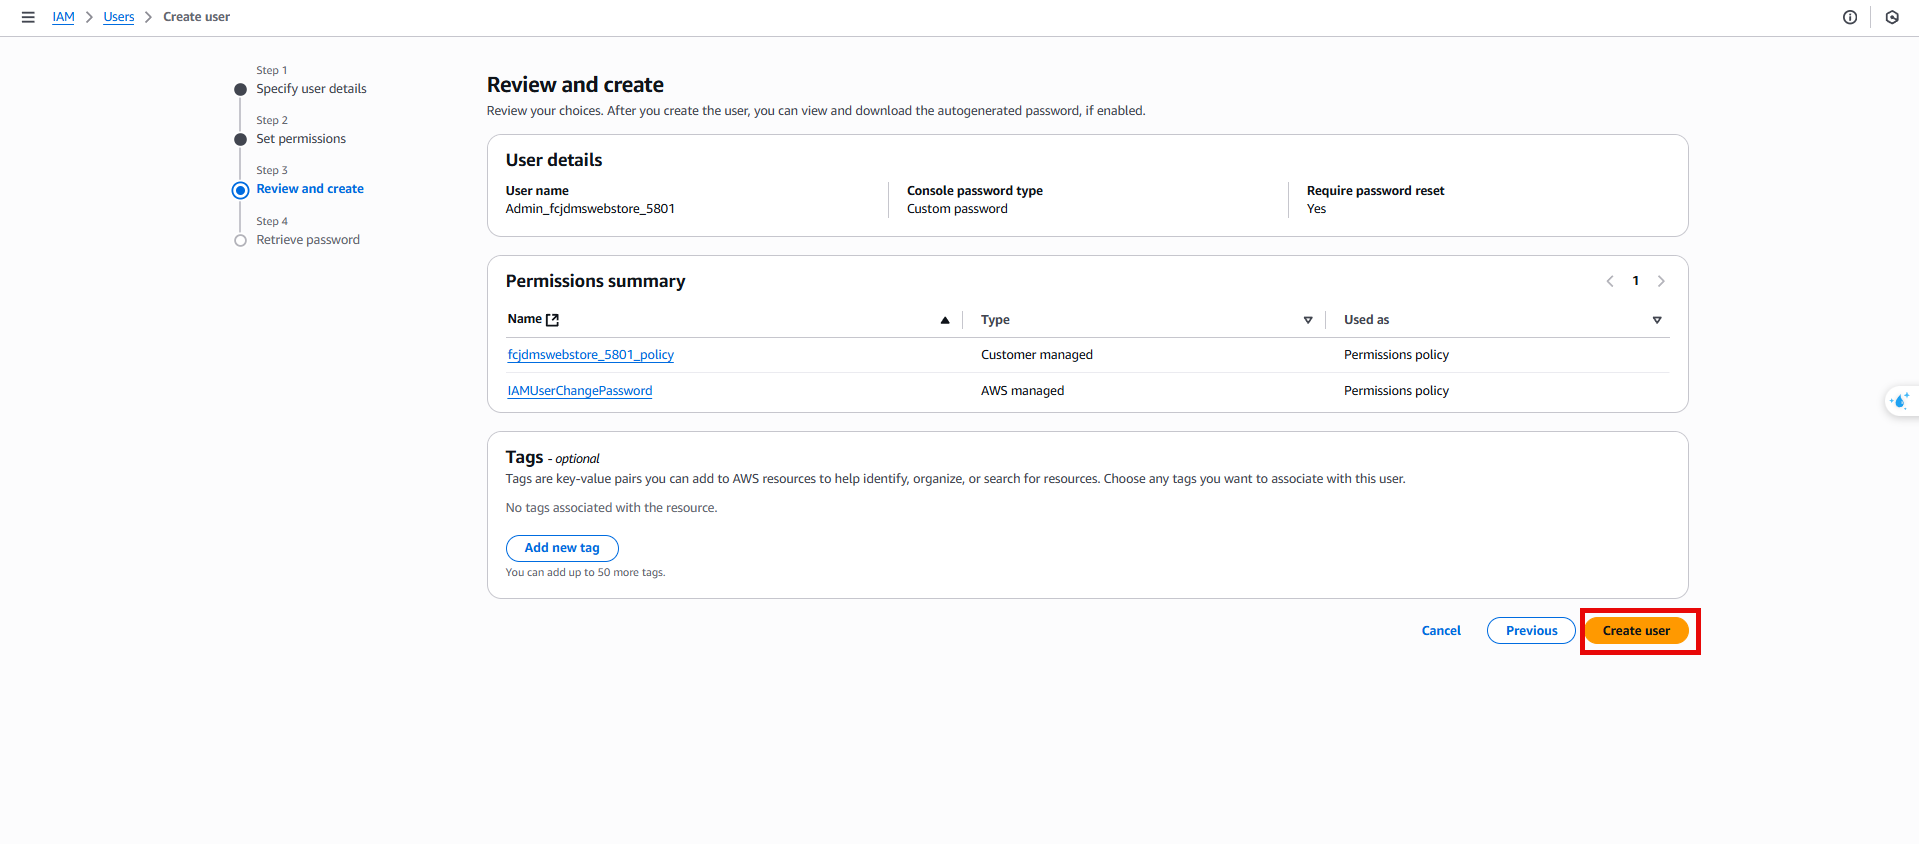 IAM > Users > Create user
Step 1
Specify user details
Step 2
Set permissions
Step 3
Review and create
Step 4
Retrieve password
Review and create
Review your choices. After you create the user, you can view and download the autogenerated password, if enabled.
User details
User name
Admin_fcjdmswebstore_5801
Console password type
Custom password
Require password reset
Yes
Permissions summary
1
Name Type Used as
fcjdmswebstore_5801_policy Customer managed Permissions policy
IAMUserChangePassword AWS managed Permissions policy
Tags - optional
Tags are key-value pairs you can add to AWS resources to help identify, organize, or search for resources. Choose any tags you want to associate with this user.
No tags associated with the resource.
Add new tag
You can add up to 50 more tags.
Cancel Previous Create user